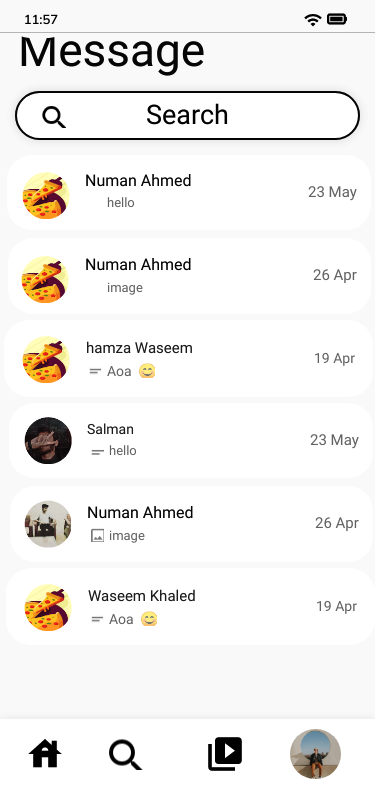 11:57
Message
Search
Numan Ahmed
23 May
hello
Numan Ahmed
26 Apr
image
hamza Waseem
19 Apr
Aoa 😊
Salman
23 May
hello
Numan Ahmed
26 Apr
image
Waseem Khaled
19 Apr
Aoa 😊